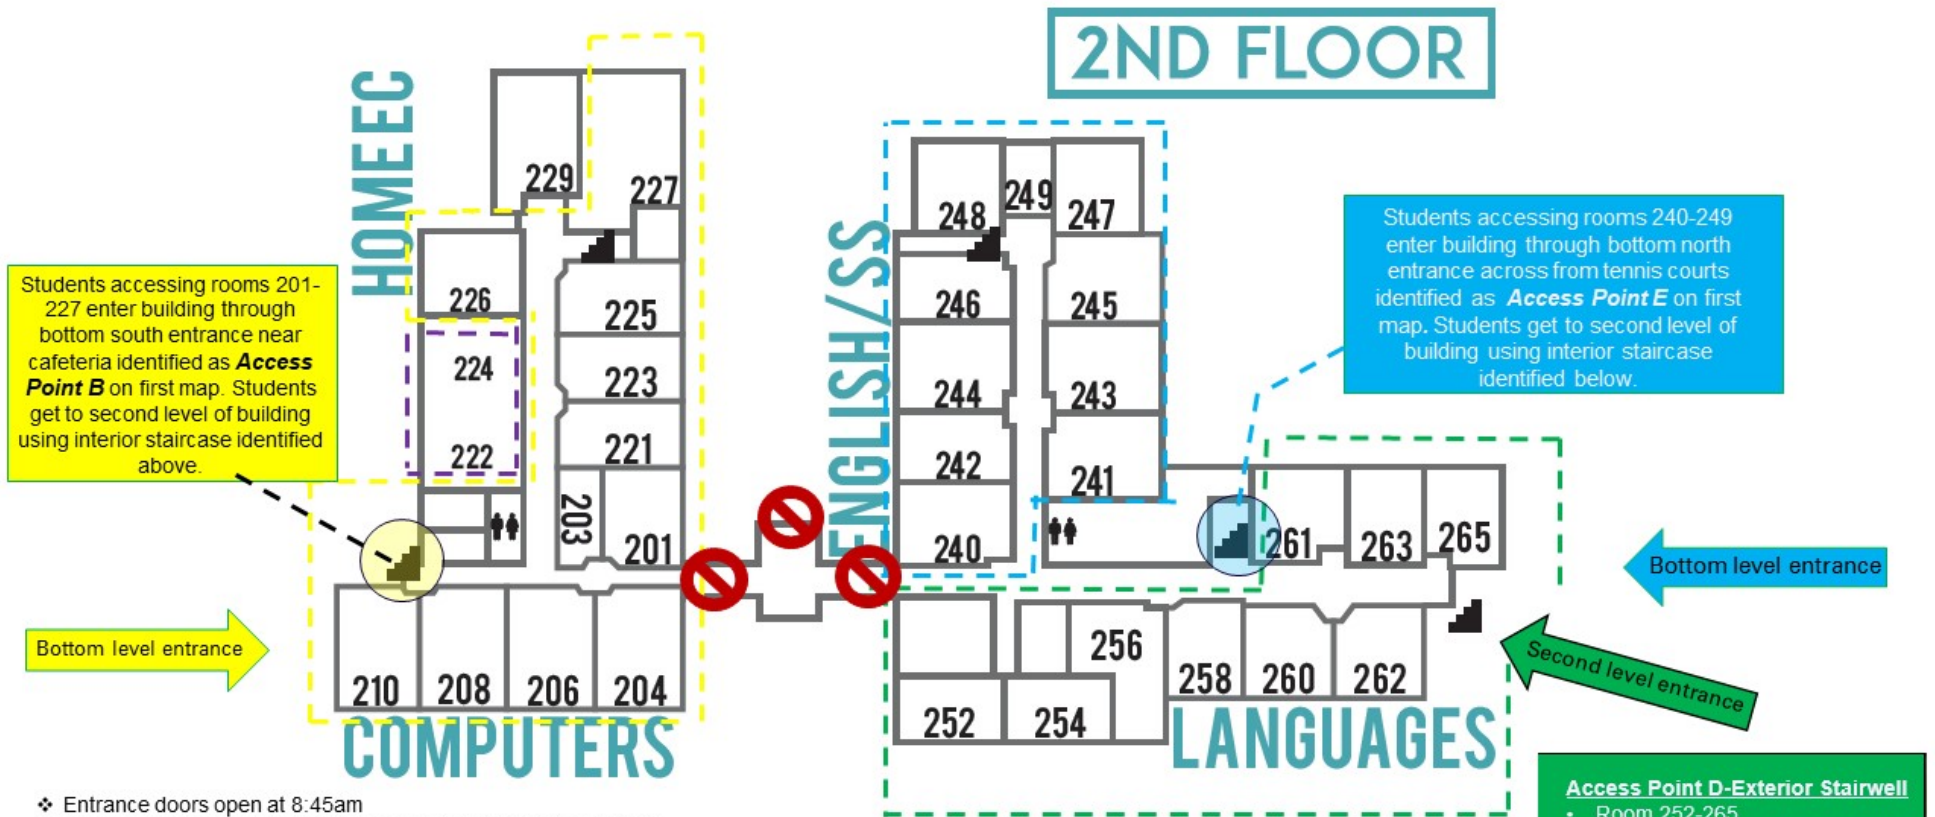 2ND FLOOR
HOME EC
229
227
226
225
224
223
222
221
203
201
210
208
206
204
COMPUTERS
Students accessing rooms 201-
227 enter building through
bottom south entrance near
cafeteria identified as Access
Point B on first map. Students
get to second level of building
using interior staircase identified
above.
Bottom level entrance
ENGLISH/SS
248
249
247
246
245
244
243
242
241
240
261
263
265
256
258
260
262
252
254
LANGUAGES
Students accessing rooms 240-249
enter building through bottom north
entrance across from tennis courts
identified as Access Point E on first
map. Students get to second level of
building using interior staircase
identified below.
Bottom level entrance
Second level entrance
❖ Entrance doors open at 8:45am
Access Point D-Exterior Stairwell
• Room 252-265